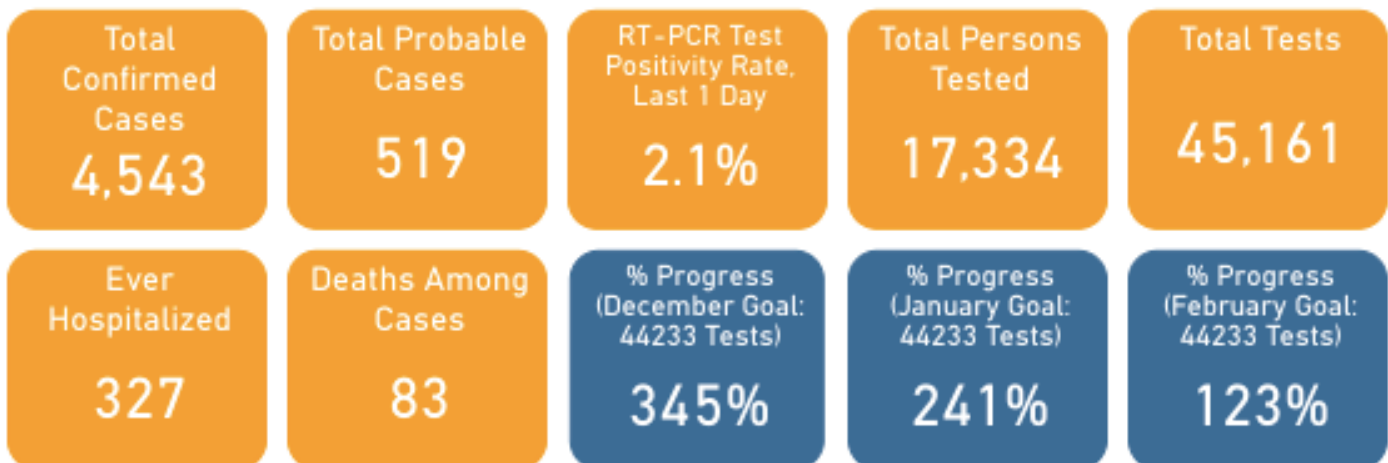 Total
Confirmed
Cases
4,543
Total Probable
Cases
519
RT-PCR Test
Positivity Rate,
Last 1 Day
2.1%
Total Persons
Tested
17,334
Total Tests
45,161
Ever
Hospitalized
327
Deaths Among
Cases
83
% Progress
(December Goal:
44233 Tests)
345%
% Progress
(January Goal:
44233 Tests)
241%
% Progress
(February Goal:
44233 Tests)
123%